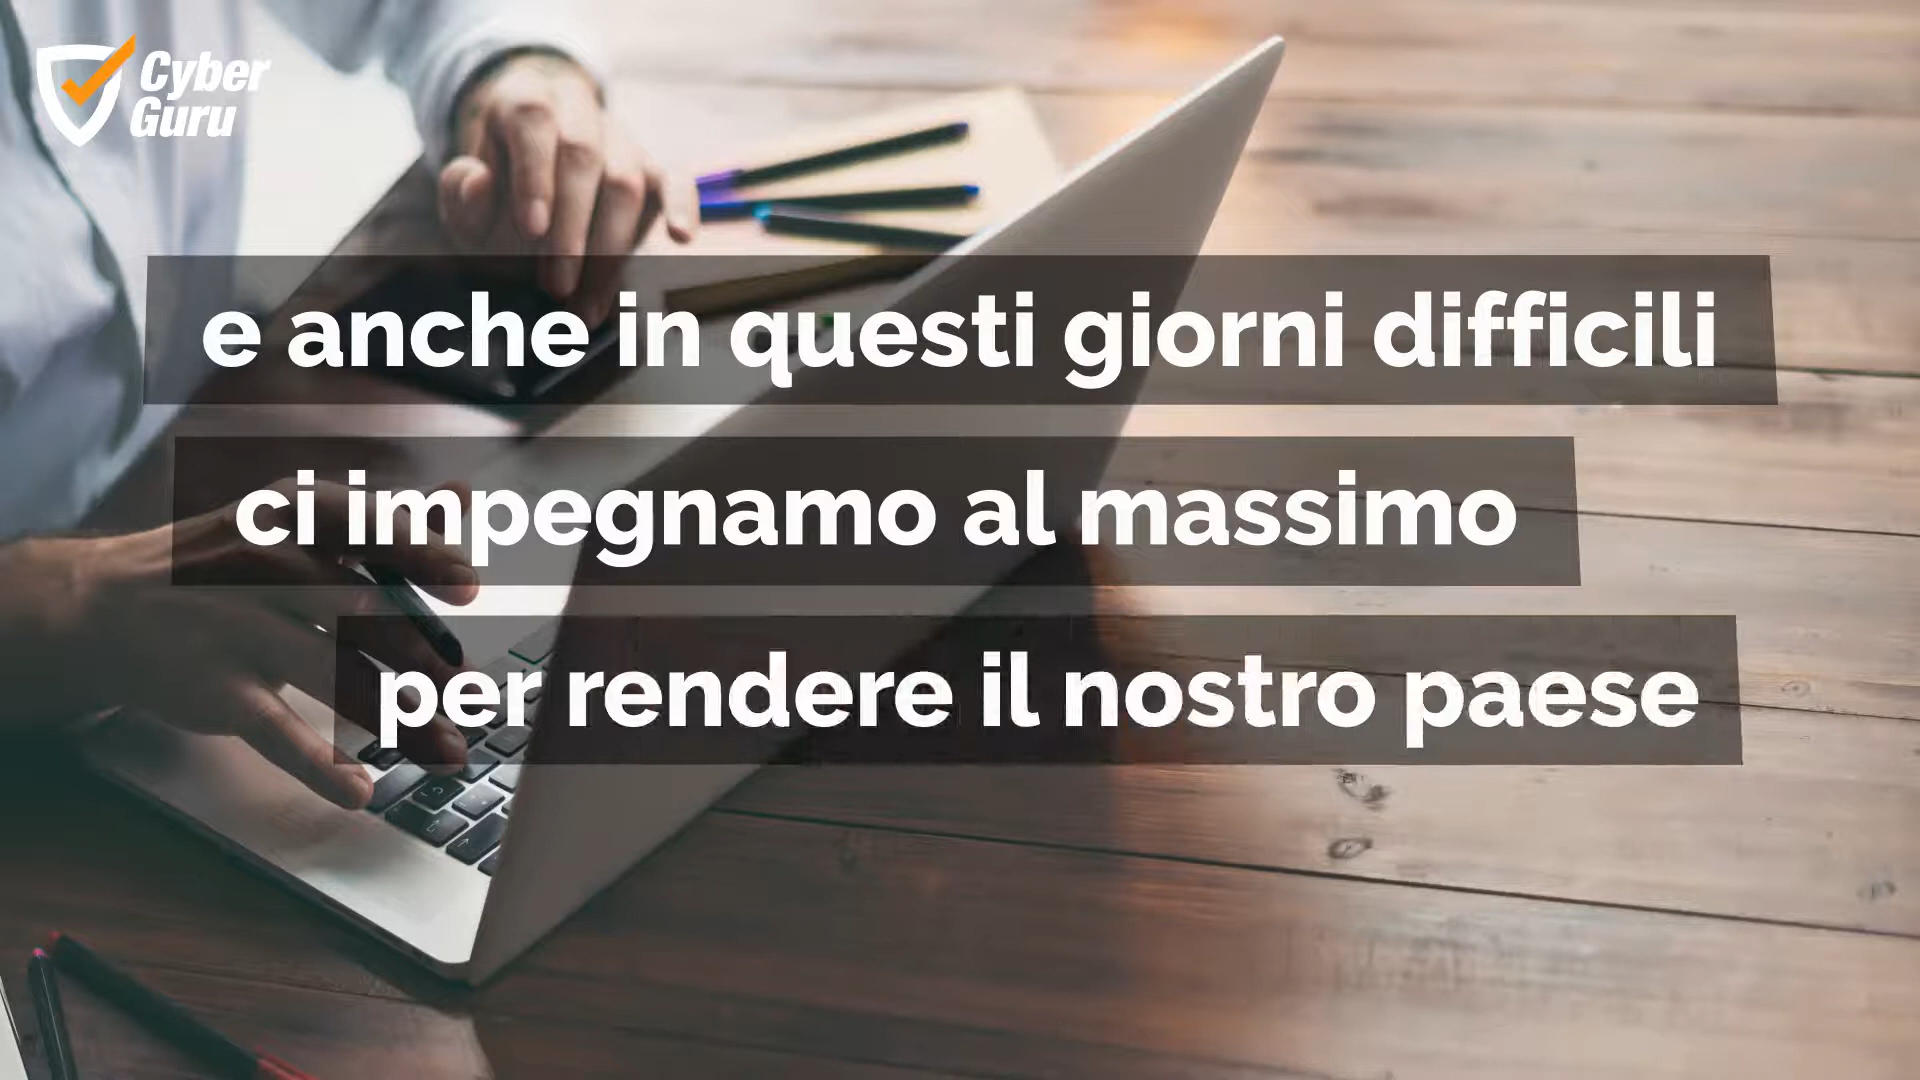 Cyber
Guru
e anche in questi giorni difficili
ci impegnamo al massimo
per rendere il nostro paese